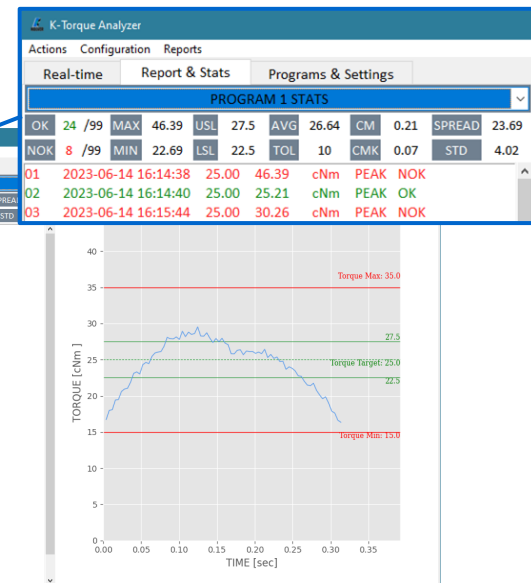 K-Torque Analyzer
Actions Configuration Reports
Real-time Report & Stats Programs & Settings
PROGRAM 1 STATS
OK 24 /99 MAX 46.39 USL 27.5 AVG 26.64 CM 0.21 SPREAD 23.69
NOK 8 /99 MIN 22.69 LSL 22.5 TOL 10 CMK 0.07 STD 4.02
01 2023-06-14 16:14:38 25.00 46.39 cNm PEAK NOK
02 2023-06-14 16:14:40 25.00 25.21 cNm PEAK OK
03 2023-06-14 16:15:44 25.00 30.26 cNm PEAK NOK
STD
40
Torque Max: 35.0
35
30
27.5
25
Torque Target: 25.0
22.5
20
15
Torque Min: 15.0
10
5
0
0.00 0.05 0.10 0.15 0.20 0.25 0.30 0.35
TORQUE [cNm ]
TIME [sec]